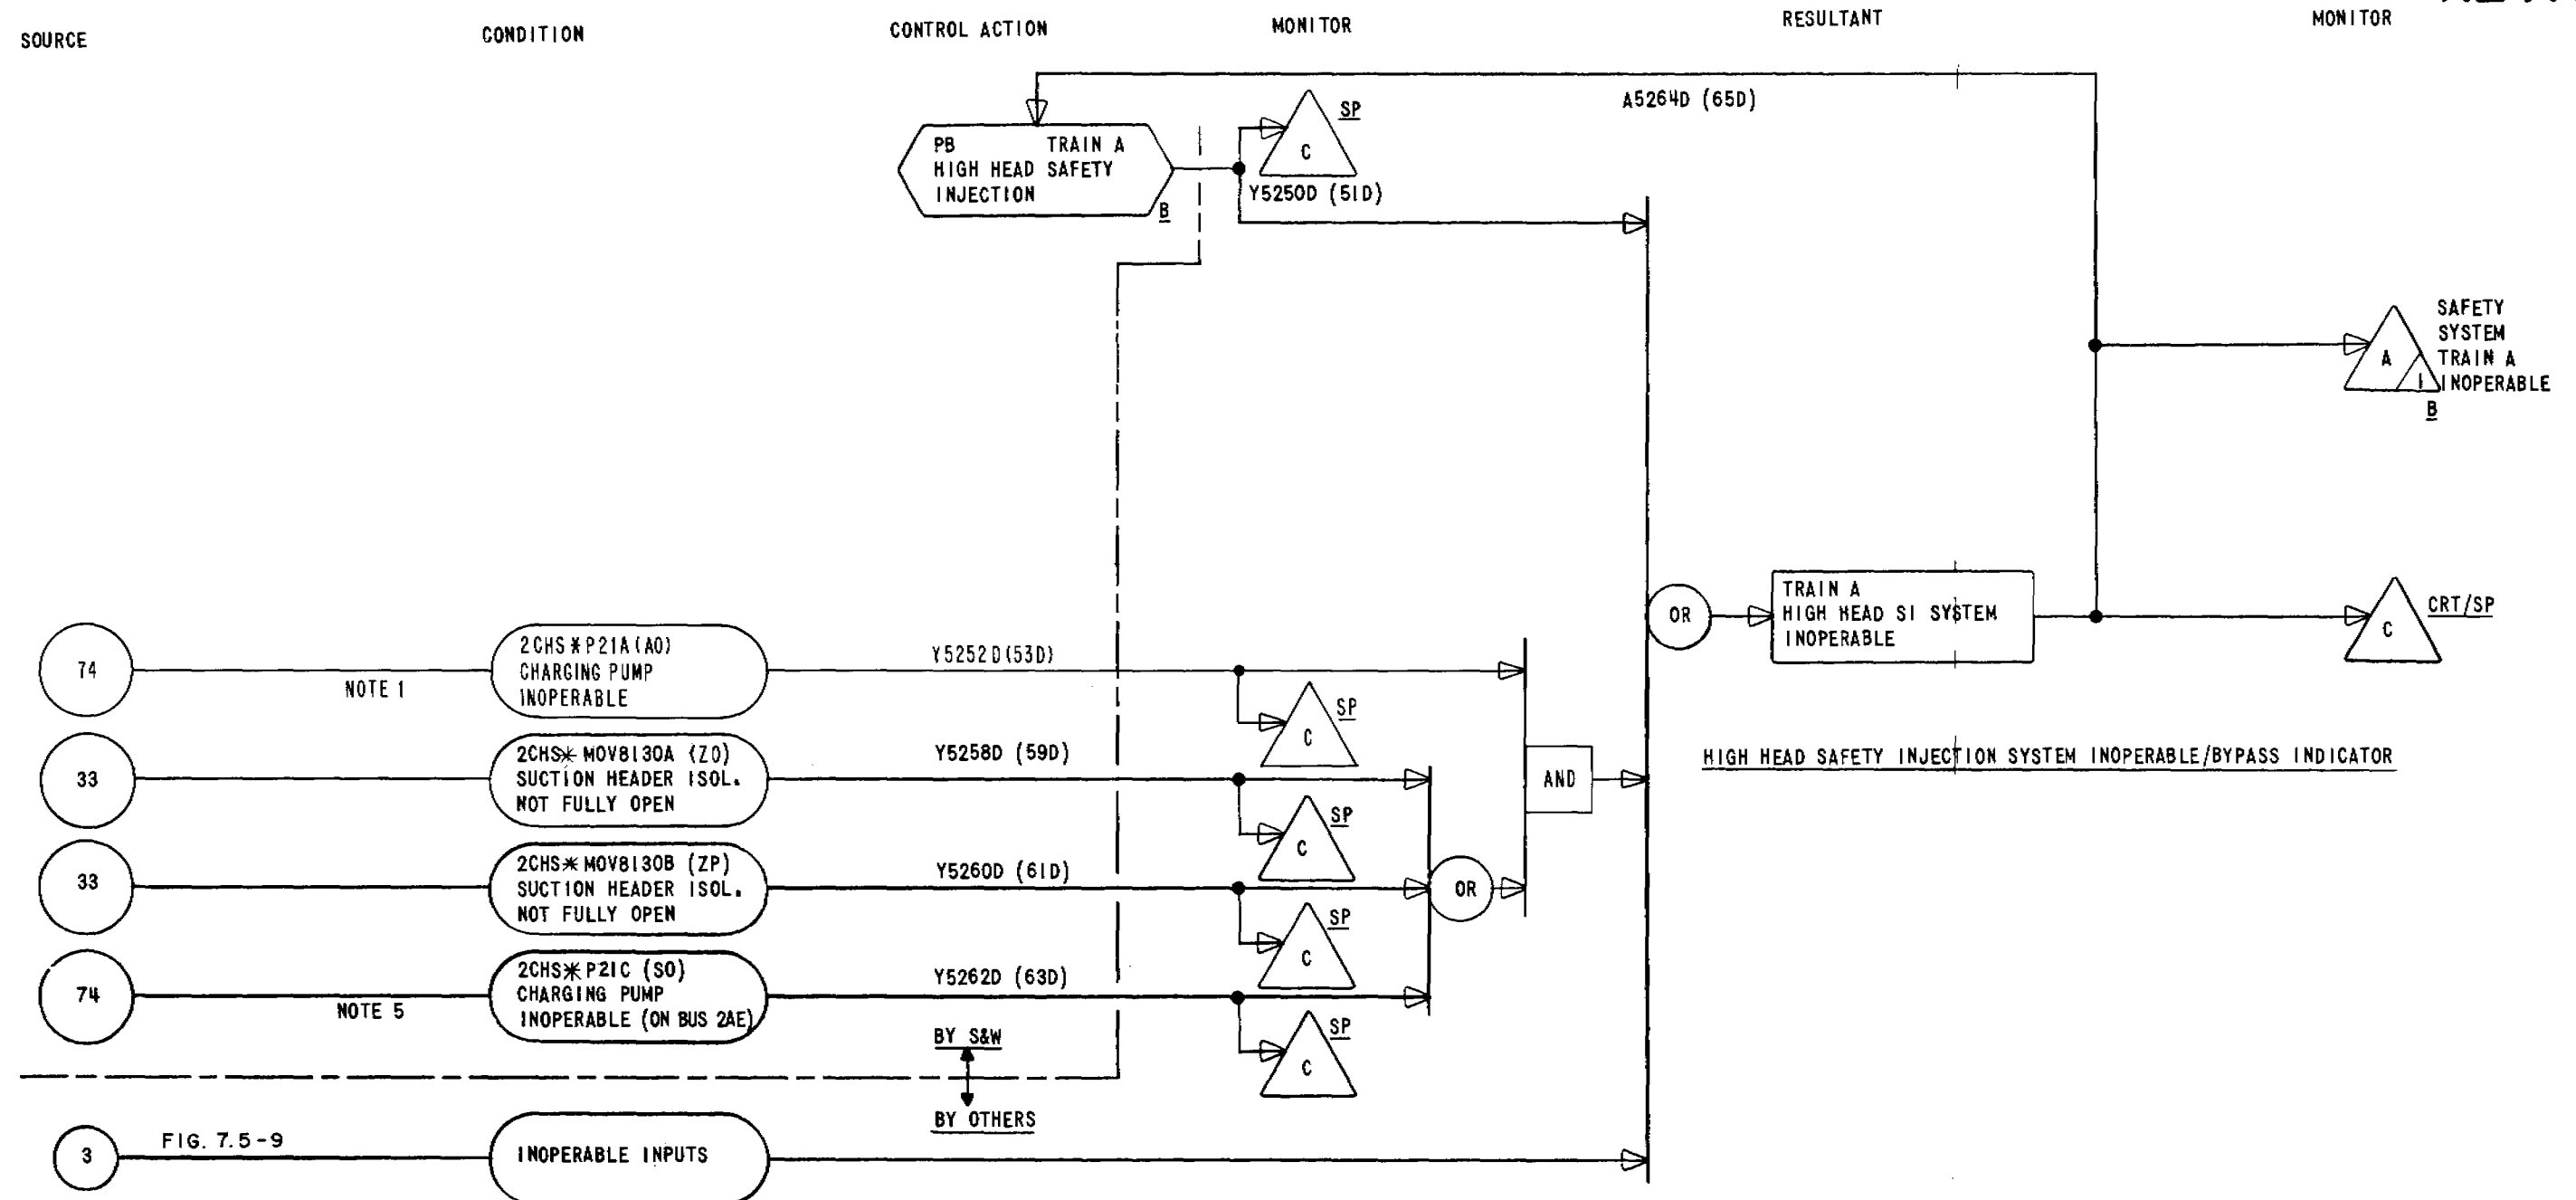 SOURCE
CONDITION
CONTROL ACTION
MONITOR
RESULTANT
MONITOR
A5264D (65D)
PB TRAIN A
HIGH HEAD SAFETY
INJECTION
B
SP
C
Y5250D (51D)
SAFETY
SYSTEM
TRAIN A
INOPERABLE
A
1
B
OR
TRAIN A
HIGH HEAD SI SYSTEM
INOPERABLE
C
CRT/SP
74
NOTE 1
2CHS*P21A(AO)
CHARGING PUMP
INOPERABLE
Y5252D(53D)
SP
C
33
2CHS*MOV8130A (ZO)
SUCTION HEADER ISOL.
NOT FULLY OPEN
Y5258D (59D)
AND
HIGH HEAD SAFETY INJECTION SYSTEM INOPERABLE/BYPASS INDICATOR
SP
C
33
2CHS*MOV8130B (ZP)
SUCTION HEADER ISOL.
NOT FULLY OPEN
Y5260D (61D)
OR
SP
C
74
NOTE 5
2CHS*P21C (SO)
CHARGING PUMP
INOPERABLE (ON BUS 2AE)
Y5262D (63D)
SP
C
BY S&W
BY OTHERS
3
FIG. 7.5-9
INOPERABLE INPUTS